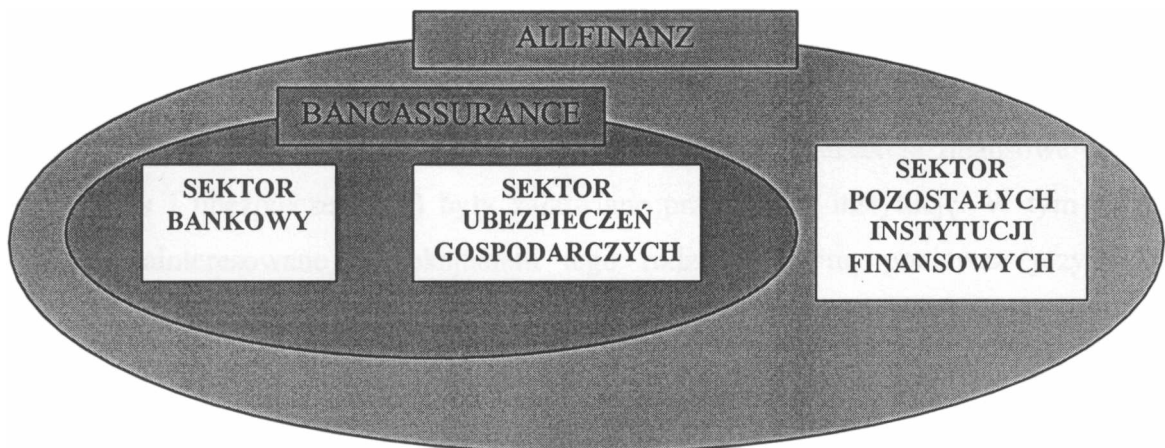 ALLFINANZ
BANCASSURANCE
SEKTOR
BANKOWY
SEKTOR
UBEZPIECZEŃ
GOSPODARCZYCH
SEKTOR
POZOSTAŁYCH
INSTYTUCJI
FINANSOWYCH